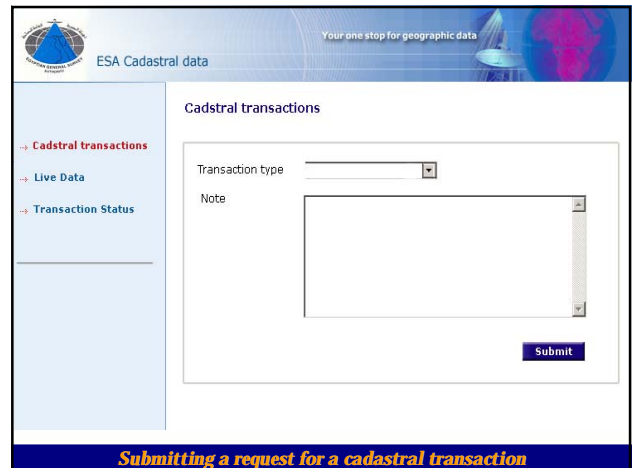 Your one stop for geographic data
ESA Cadastral data
Cadstral transactions
Cadstral transactions
Live Data
Transaction Status
Transaction type
Note
Submit
Submitting a request for a cadastral transaction